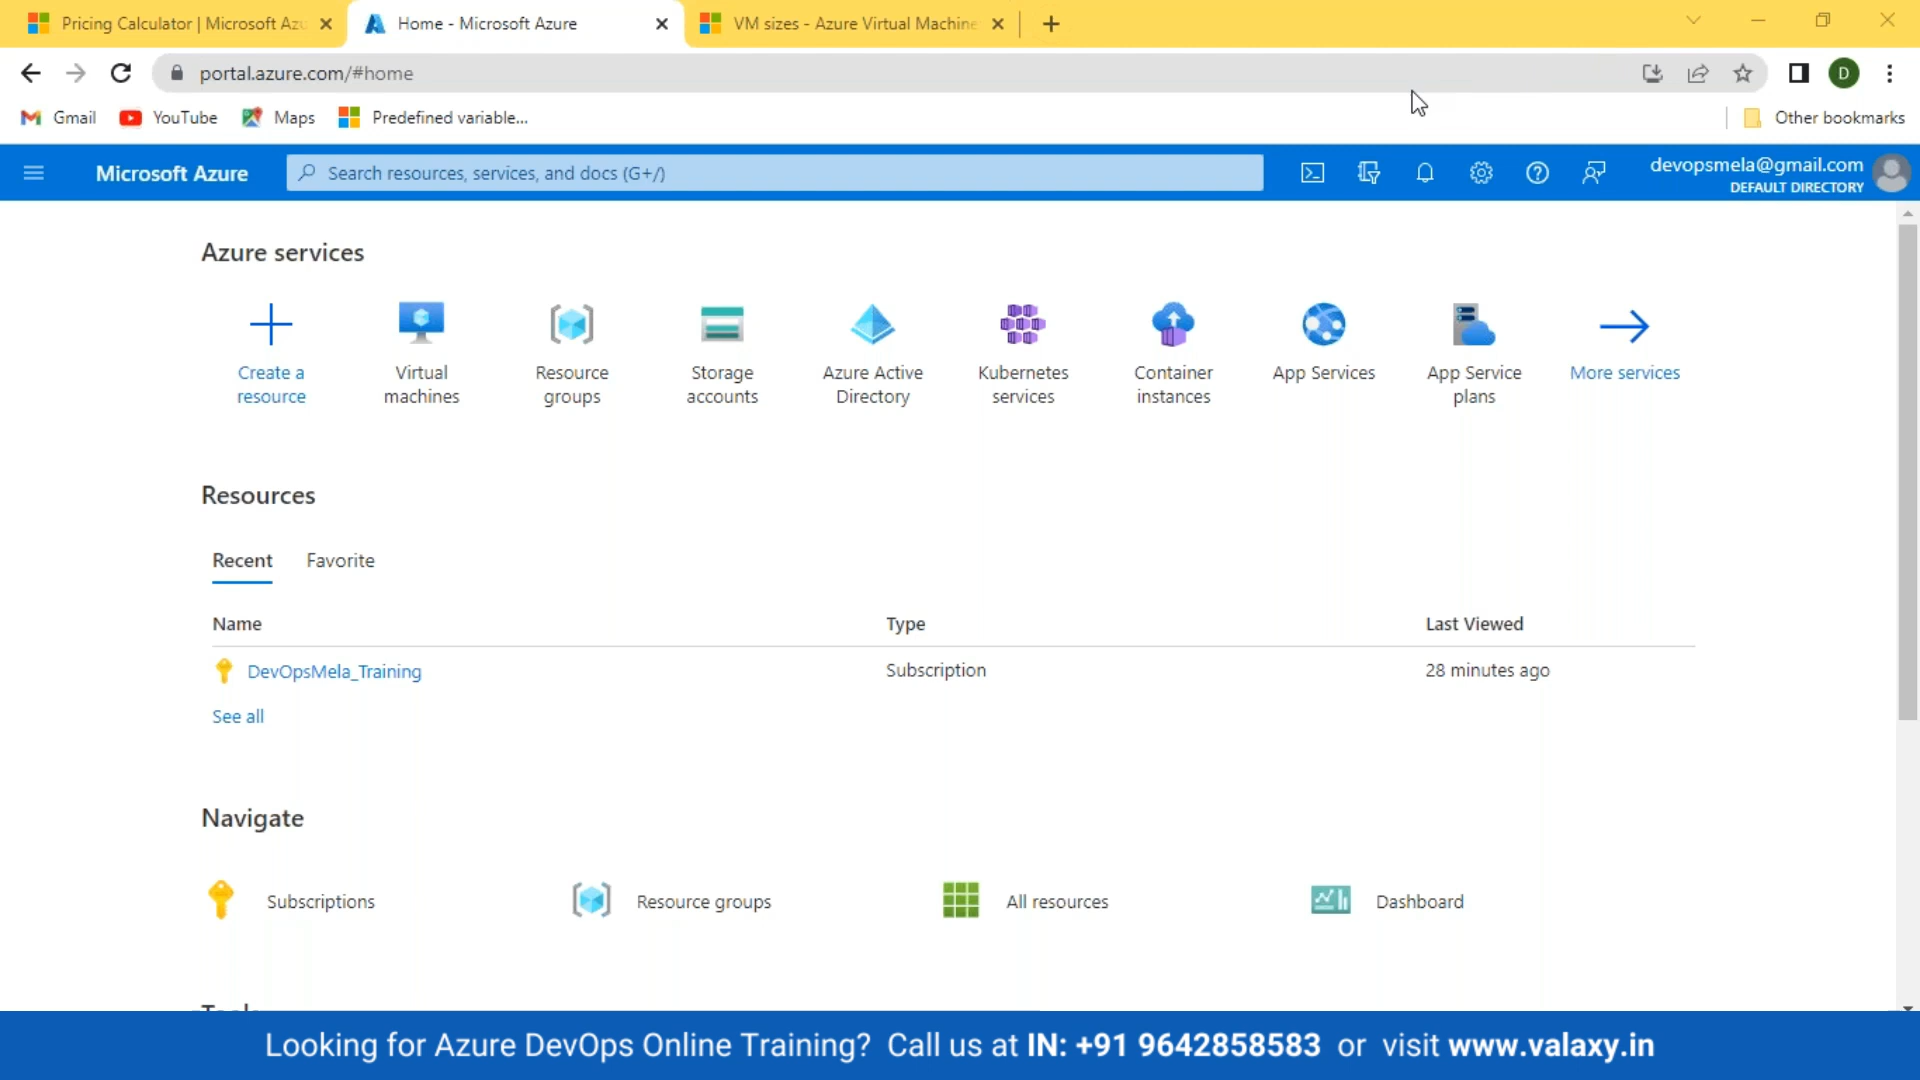 Pricing Calculator | Microsoft Azu
Home - Microsoft Azure
VM sizes - Azure Virtual Machine
portal.azure.com/#home
D
Gmail
YouTube
Maps
Predefined variable...
Other bookmarks
Microsoft Azure
Search resources, services, and docs (G+/)
devopsmela@gmail.com
DEFAULT DIRECTORY
Azure services
Create a resource
Virtual machines
Resource groups
Storage accounts
Azure Active Directory
Kubernetes services
Container instances
App Services
App Service plans
More services
Resources
Recent
Favorite
Name
Type
Last Viewed
DevOpsMela_Training
Subscription
28 minutes ago
See all
Navigate
Subscriptions
Resource groups
All resources
Dashboard
Looking for Azure DevOps Online Training? Call us at IN: +91 9642858583 or visit www.valaxy.in